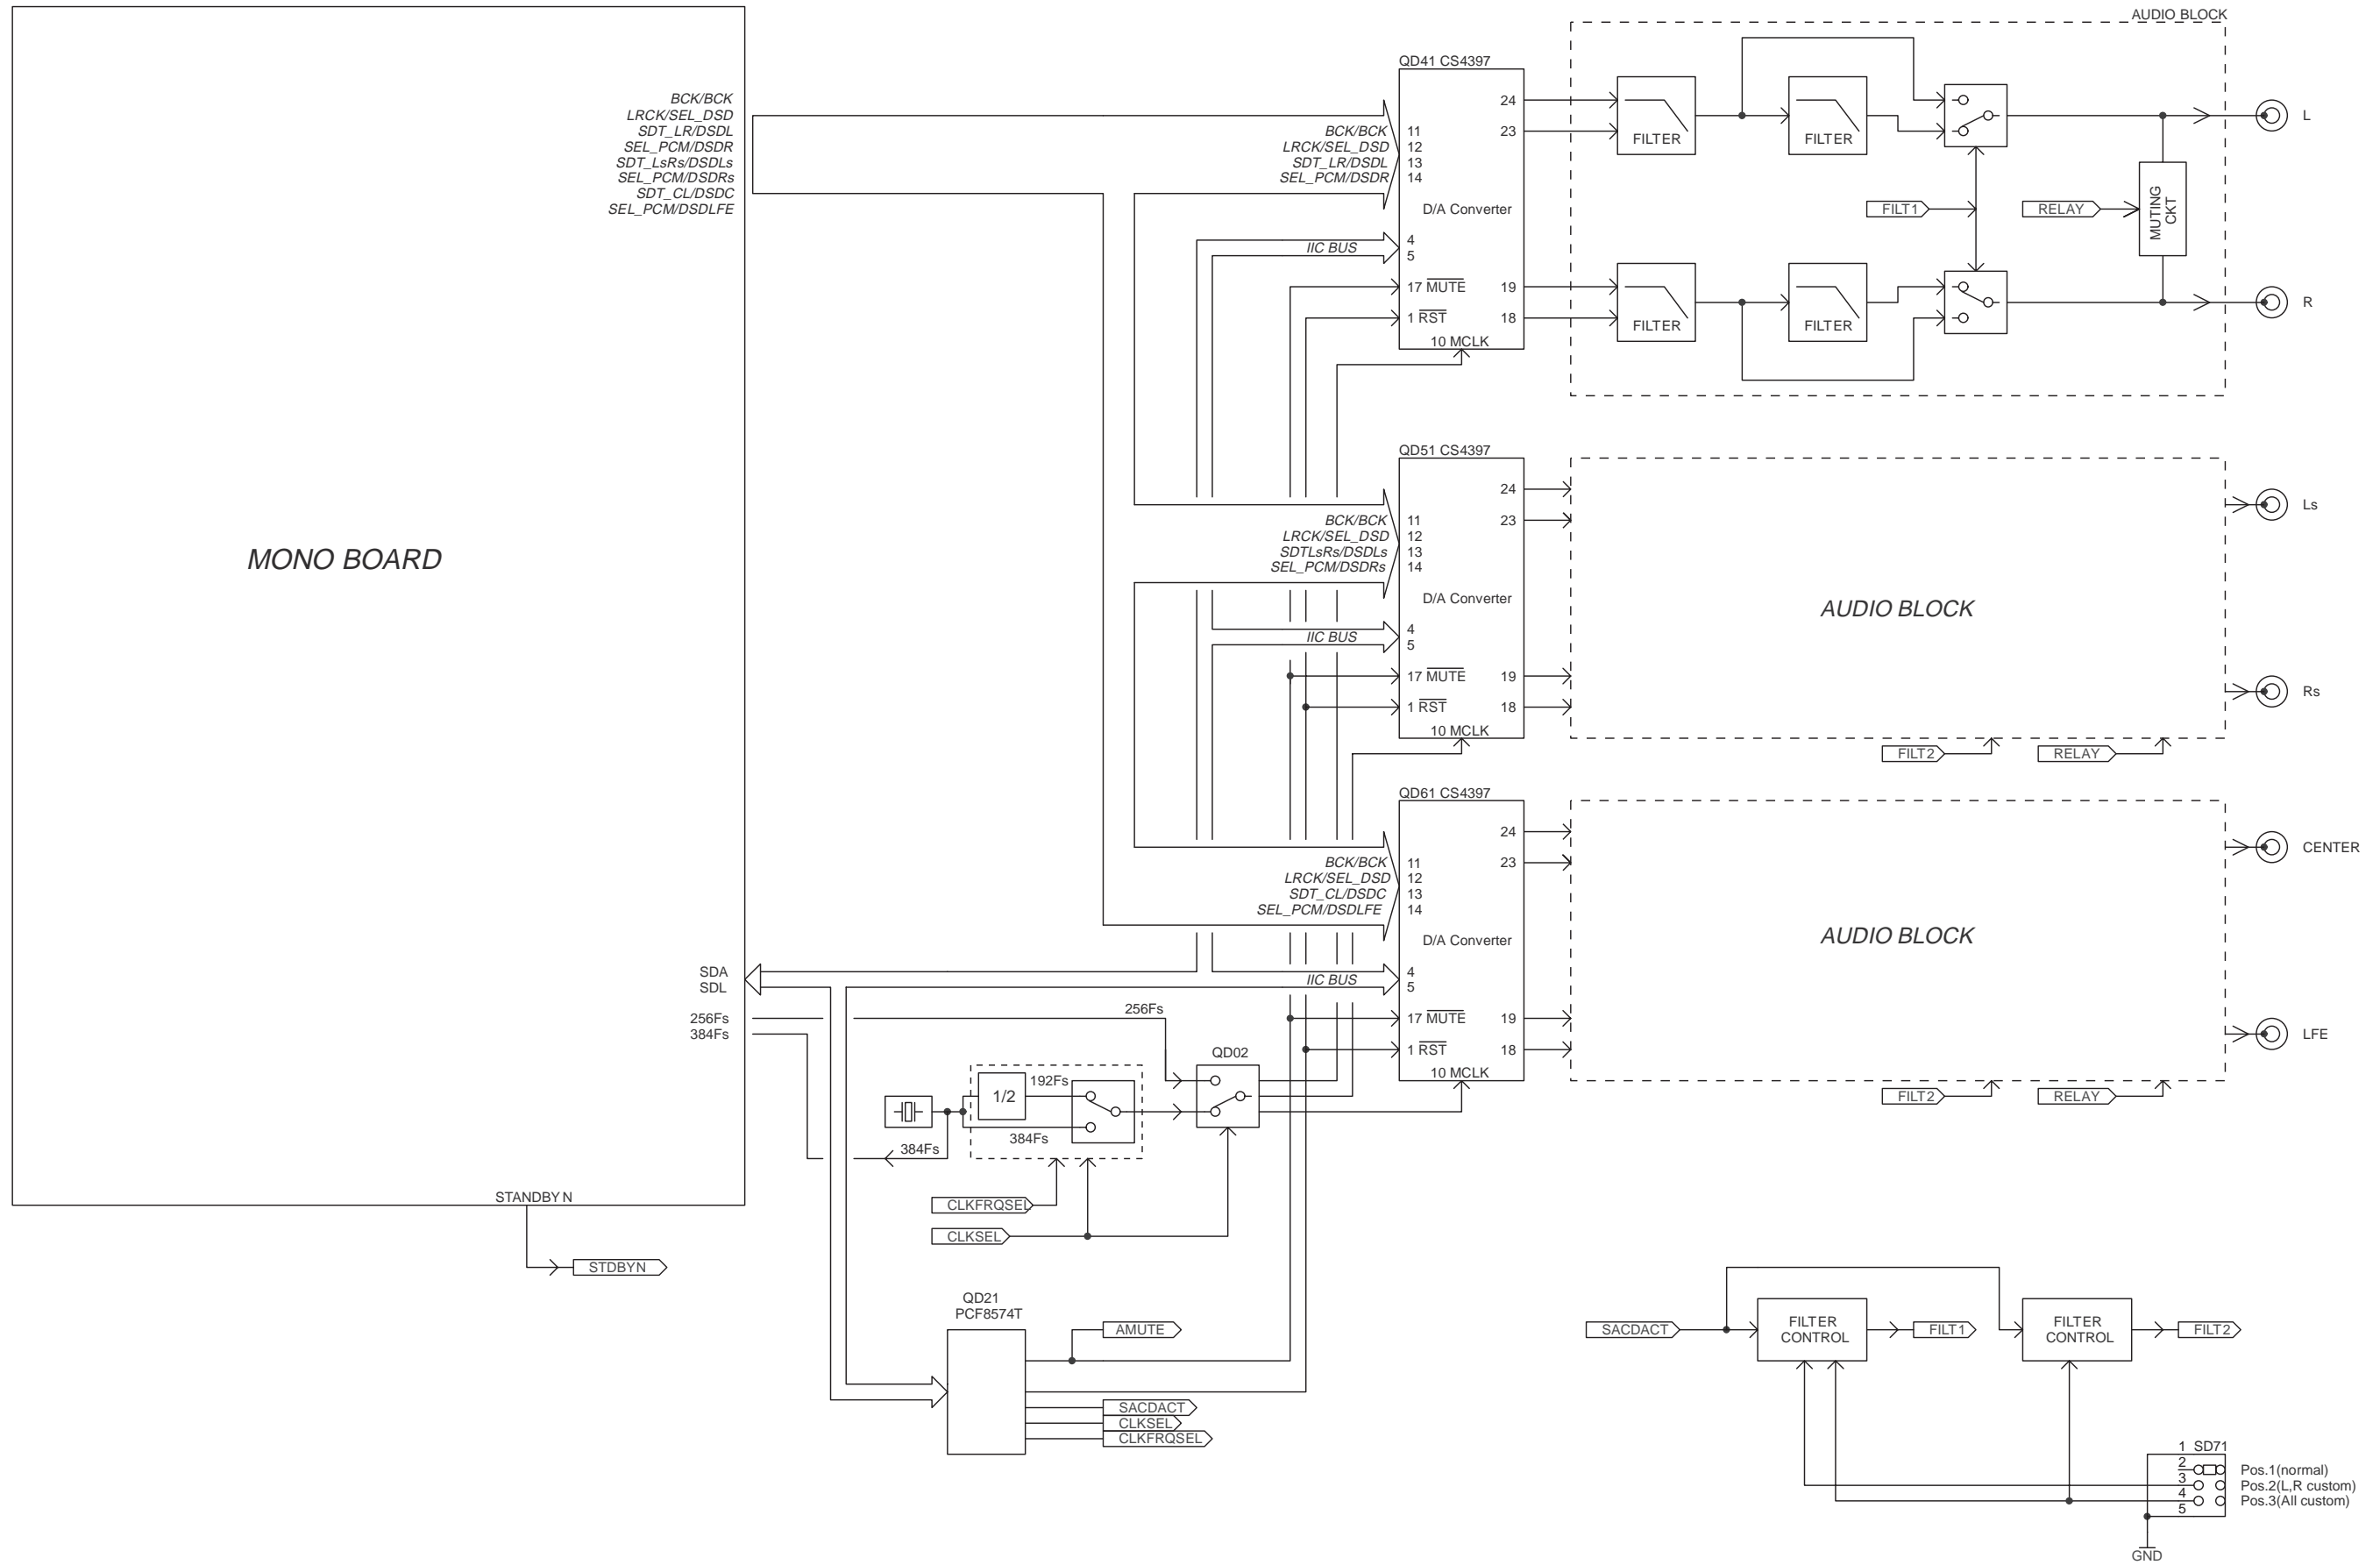 AUDIO BLOCK
QD41 CS4397
BCK/BCK
LRCK/SEL_DSD
SDT_LR/DSDL
SEL_PCM/DSDR
SDT_LsRs/DSDLs
SEL_PCM/DSDRs
SDT_CL/DSDC
SEL_PCM/DSDLFE
BCK/BCK
LRCK/SEL_DSD
SDT_LR/DSDL
SEL_PCM/DSDR
11
12
13
14
24
23
D/A Converter
IIC BUS
4
5
17 MUTE
1 RST
19
18
10 MCLK
FILTER
FILTER
L
FILT1
RELAY
MUTING
CKT
FILTER
FILTER
R
QD51 CS4397
BCK/BCK
LRCK/SEL_DSD
SDTLsRs/DSDLs
SEL_PCM/DSDRs
11
12
13
14
24
23
D/A Converter
IIC BUS
4
5
17 MUTE
1 RST
19
18
10 MCLK
AUDIO BLOCK
Ls
Rs
FILT2
RELAY
MONO BOARD
QD61 CS4397
BCK/BCK
LRCK/SEL_DSD
SDT_CL/DSDC
SEL_PCM/DSDLFE
11
12
13
14
24
23
D/A Converter
IIC BUS
4
5
17 MUTE
1 RST
19
18
10 MCLK
AUDIO BLOCK
CENTER
LFE
FILT2
RELAY
SDA
SDL
256Fs
384Fs
256Fs
QD02
1/2
192Fs
384Fs
384Fs
CLKFRQSEL
CLKSEL
STANDBY N
STDBYN
QD21
PCF8574T
AMUTE
SACDACT
CLKSEL
CLKFRQSEL
SACDACT
FILTER
CONTROL
FILT1
FILTER
CONTROL
FILT2
1 SD71
2
3
4
5
Pos.1(normal)
Pos.2(L,R custom)
Pos.3(All custom)
GND